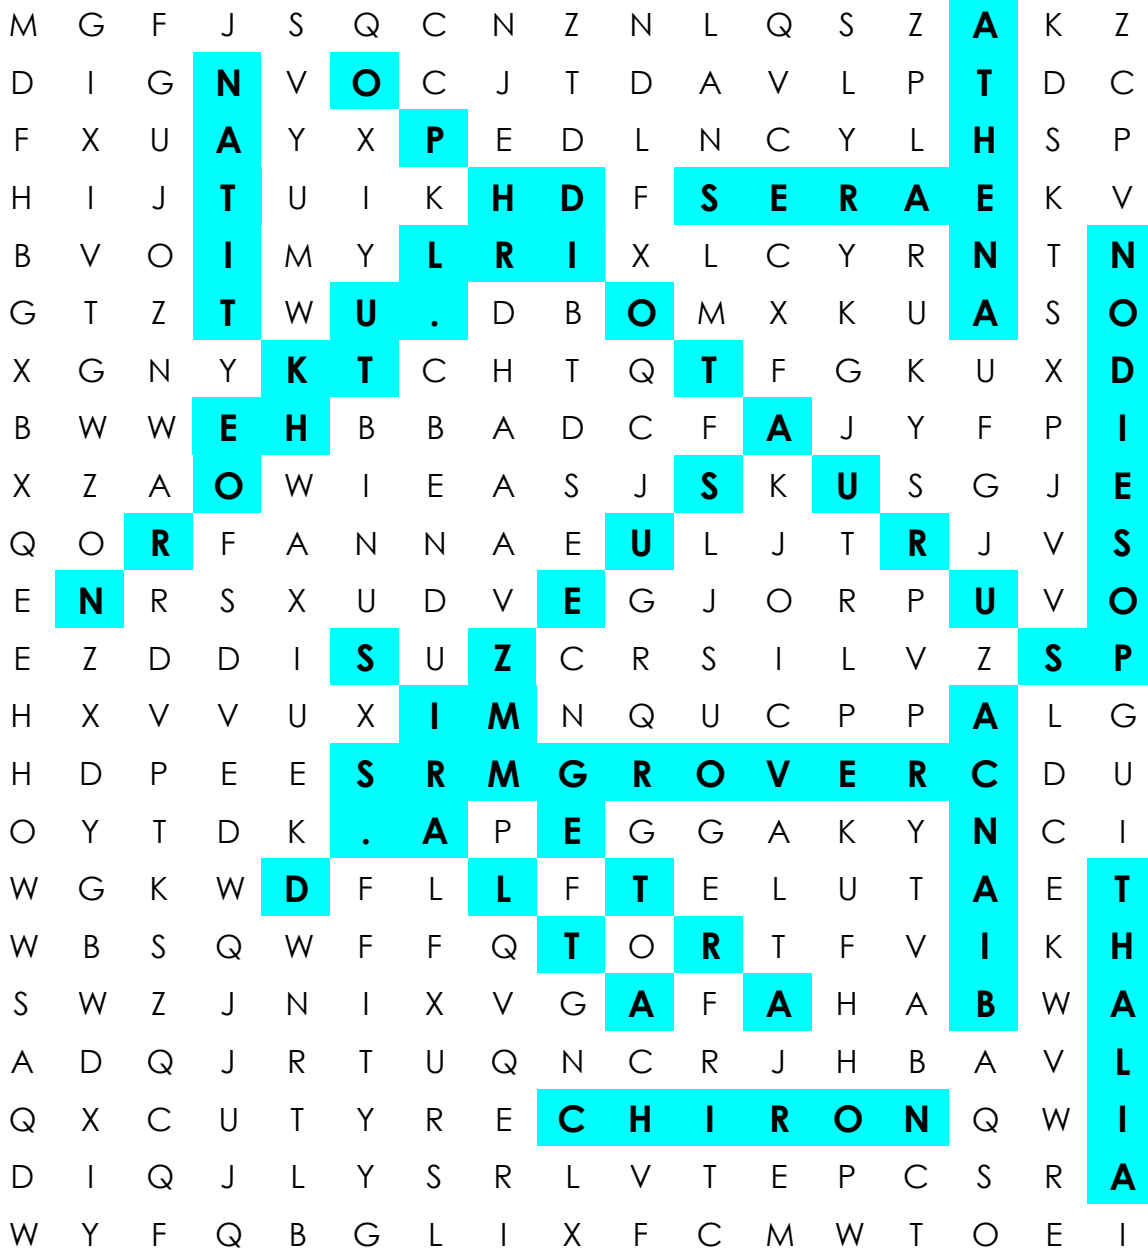 M G F J S Q C N Z N L Q S Z A K Z
D I G N V O C J T D A V L P T D C
F X U A Y X P E D L N C Y L H S P
H I J T U I K H D F S E R A E K V
B V O I M Y L R I X L C Y R N T N
G T Z T W U . D B O M X K U A S O
X G N Y K T C H T Q T F G K U X D
B W W E H B B A D C F A J Y F P I
X Z A O W I E A S J S K U S G J E
Q O R F A N N A E U L J T R J V S
E N R S X U D V E G J O R P U V O
E Z D D I S U Z C R S I L V Z S P
H X V V U X I M N Q U C P P A L G
H D P E E S R M G R O V E R C D U
O Y T D K . A P E G G A K Y N C I
W G K W D F L L F T E L U T A E T
W B S Q W F F Q T O R T F V I K H
S W Z J N I X V G A F A H A B W A
A D Q J R T U Q N C R J H B A V L
Q X C U T Y R E C H I R O N Q W I
D I Q J L Y S R L V T E P C S R A
W Y F Q B G L I X F C M W T O E I